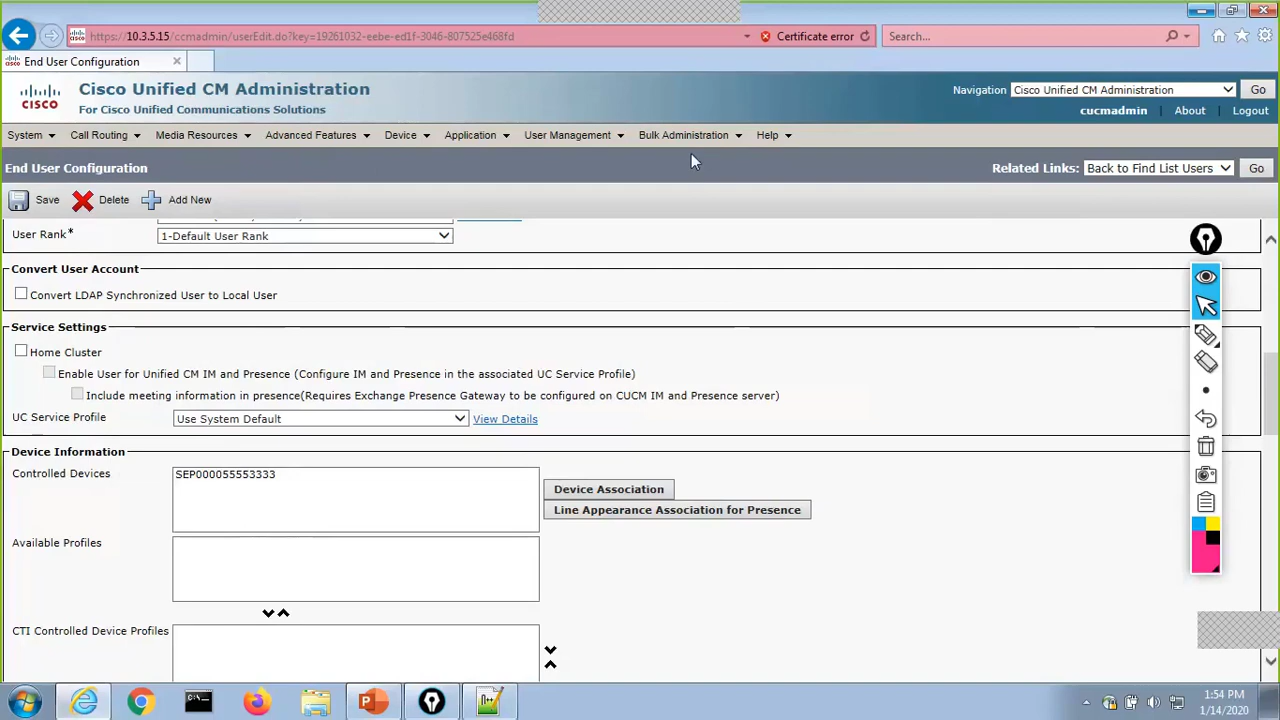 https://10.3.5.15/ccmadmin/userEdit.do?key=19261032-eebe-ed1f-3046-807525e468fd
Certificate error
Search...
End User Configuration
Cisco Unified CM Administration
For Cisco Unified Communications Solutions
CISCO
Navigation Cisco Unified CM Administration Go
cucmadmin About Logout
System Call Routing Media Resources Advanced Features Device Application User Management Bulk Administration Help
End User Configuration
Related Links: Back to Find List Users Go
Save Delete Add New
User Rank* 1-Default User Rank
Convert User Account
Convert LDAP Synchronized User to Local User
Service Settings
Home Cluster
Enable User for Unified CM IM and Presence (Configure IM and Presence in the associated UC Service Profile)
Include meeting information in presence(Requires Exchange Presence Gateway to be configured on CUCM IM and Presence server)
UC Service Profile Use System Default View Details
Device Information
Controlled Devices SEP000055553333
Device Association
Line Appearance Association for Presence
Available Profiles
CTI Controlled Device Profiles
1:54 PM
1/14/2020